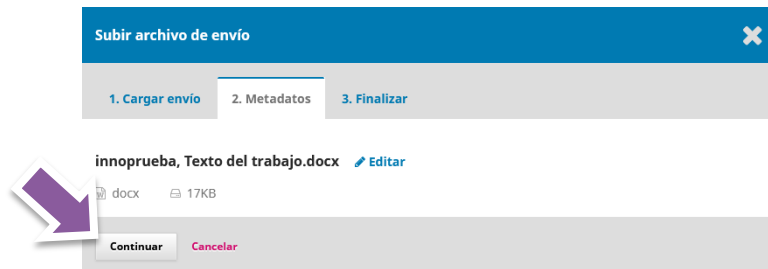 Subir archivo de envío
1. Cargar envío 2. Metadatos 3. Finalizar
innoprueba, Texto del trabajo.docx Editar
docx 17KB
Continuar Cancelar